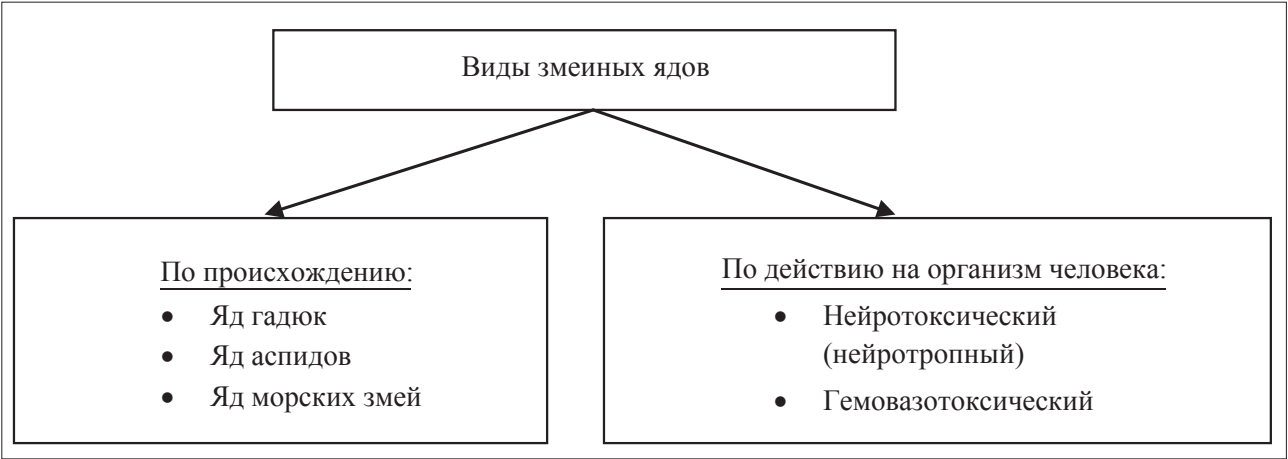 Виды змеиных ядов
По происхождению:
• Яд гадюк
• Яд аспидов
• Яд морских змей
По действию на организм человека:
• Нейротоксический
(нейротропный)
• Гемовазотоксический